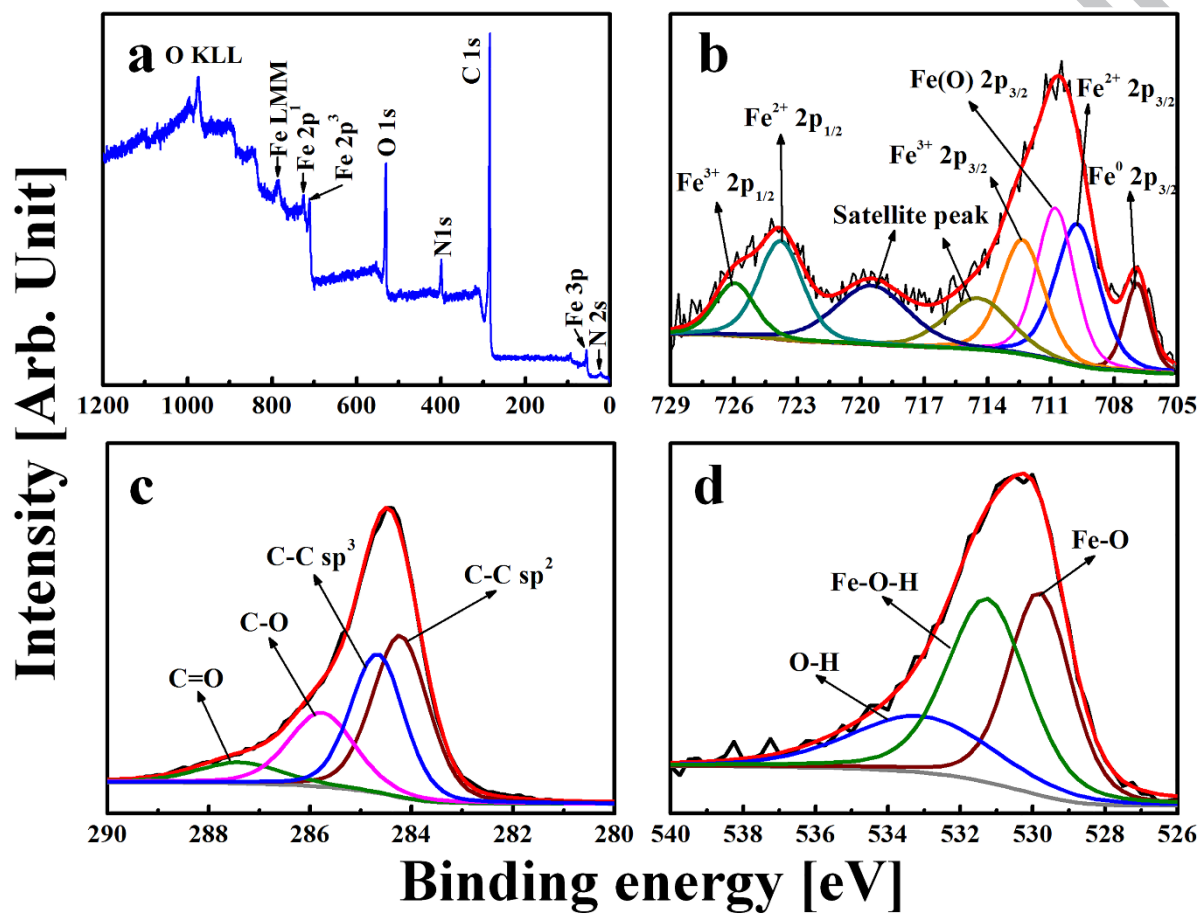 Intensity [Arb. Unit]
a
O KLL
Fe LMM
Fe 2p¹
Fe 2p³
O 1s
N1s
C 1s
Fe 3p
N 2s
1200 1000 800 600 400 200 0
b
Fe³⁺ 2p₁/₂
Fe²⁺ 2p₁/₂
Satellite peak
Fe³⁺ 2p₃/₂
Fe(O) 2p₃/₂
Fe²⁺ 2p₃/₂
Fe⁰ 2p₃/₂
729 726 723 720 717 714 711 708 705
c
C=O
C-O
C-C sp³
C-C sp²
290 288 286 284 282 280
d
O-H
Fe-O-H
Fe-O
540 538 536 534 532 530 528 526
Binding energy [eV]